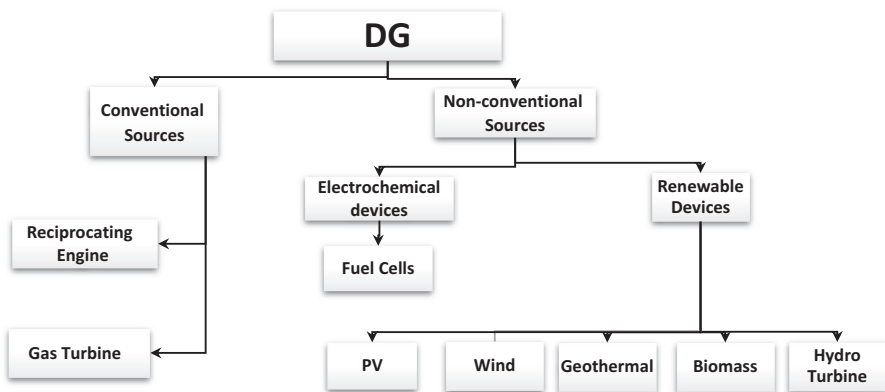 DG
Conventional
Sources
Non-conventional
Sources
Electrochemical
devices
Renewable
Devices
Reciprocating
Engine
Fuel Cells
Gas Turbine
PV
Wind
Geothermal
Biomass
Hydro
Turbine